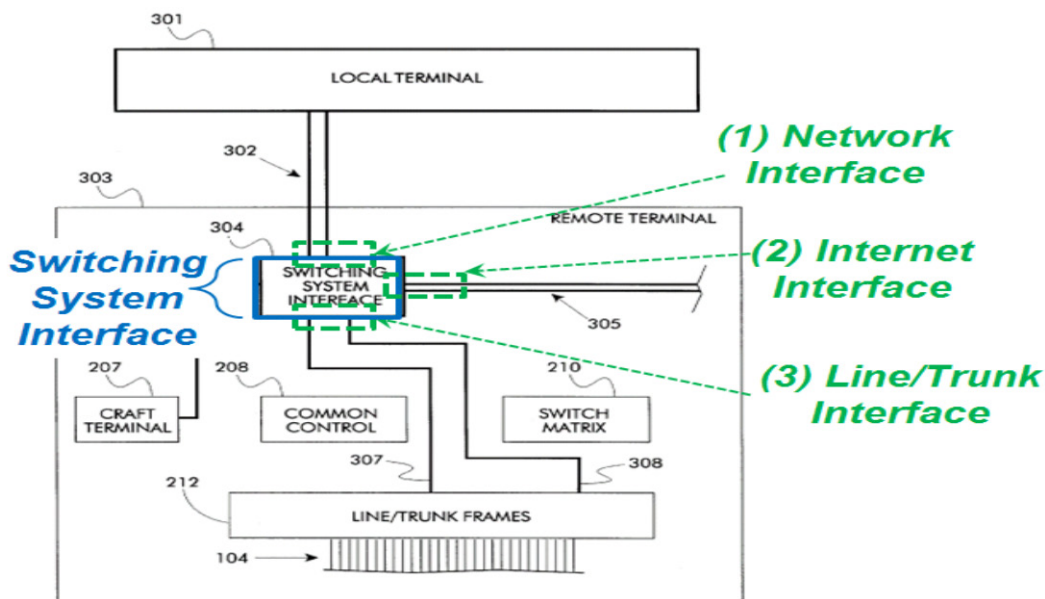 301
LOCAL TERMINAL
302
(1) Network
Interface
303
REMOTE TERMINAL
304
Switching
System
Interface
SWITCHING
SYSTEM
INTERFACE
(2) Internet
Interface
305
207
208
210
(3) Line/Trunk
Interface
CRAFT
TERMINAL
COMMON
CONTROL
SWITCH
MATRIX
307
308
212
LINE/TRUNK FRAMES
104